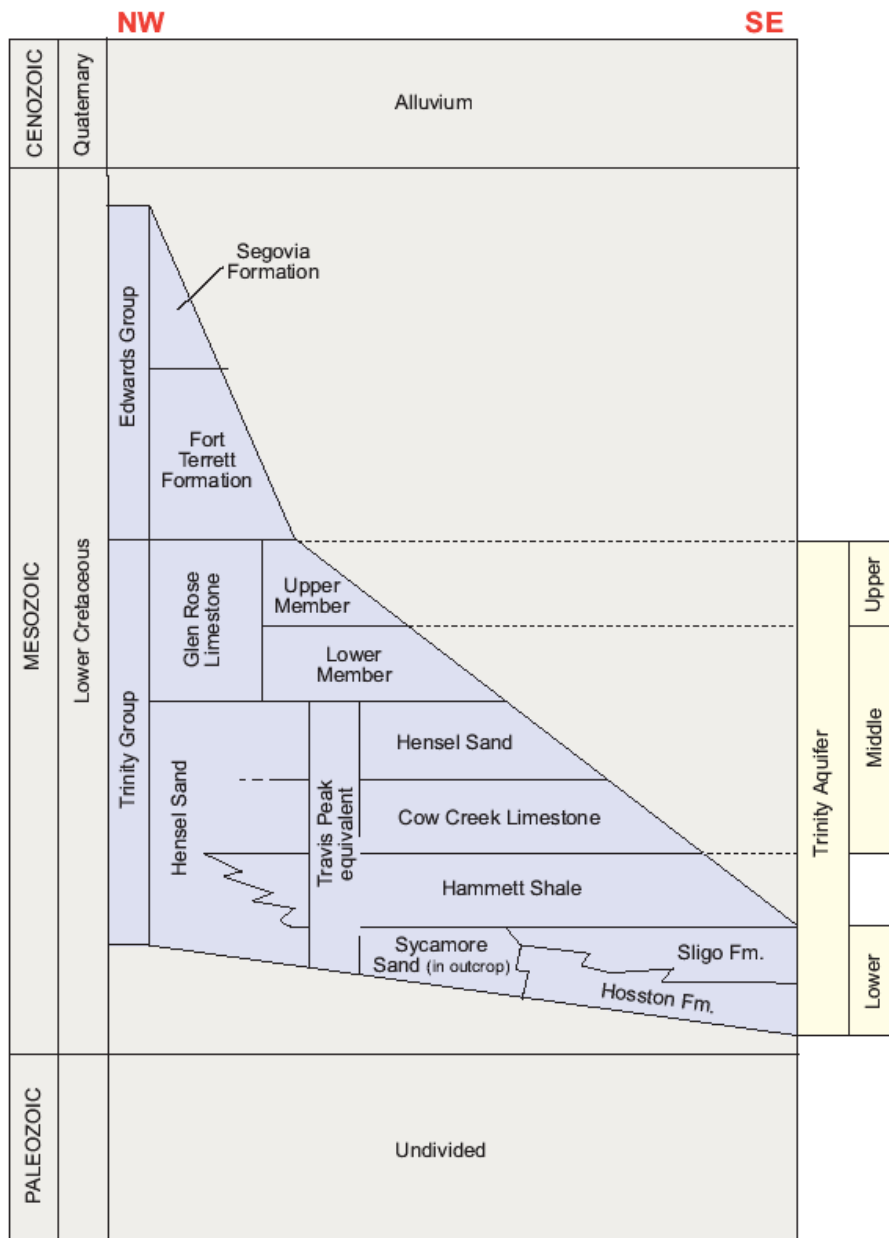 NW
SE
CENOZOIC
Quaternary
Alluvium
MESOZOIC
Lower Cretaceous
Edwards Group
Segovia
Formation
Fort
Terrett
Formation
Trinity Group
Glen Rose
Limestone
Upper
Member
Lower
Member
Hensel Sand
Travis Peak
equivalent
Hensel Sand
Cow Creek Limestone
Hammett Shale
Sycamore
Sand (in outcrop)
Sligo Fm.
Hosston Fm.
Trinity Aquifer
Upper
Middle
Lower
PALEOZOIC
Undivided